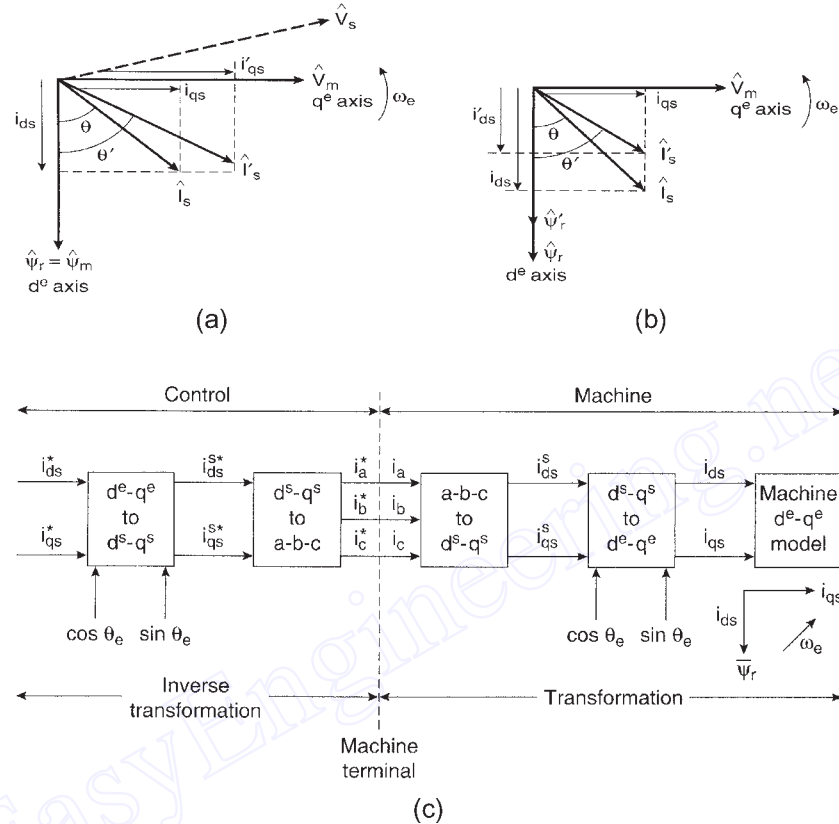 V̂s
i'qs
V̂m
iqs
qᵉ axis
ωe
ids
θ
θ'
Î's
Îs
ψ̂r = ψ̂m
dᵉ axis
(a)
V̂m
iqs
qᵉ axis
ωe
i'ds
θ
θ'
ids
Î's
Îs
ψ̂'r
ψ̂r
dᵉ axis
(b)
Control
Machine
i*ds
dᵉ-qᵉ
to
dˢ-qˢ
iˢ*ds
dˢ-qˢ
to
a-b-c
i*a
ia
a-b-c
to
dˢ-qˢ
iˢds
dˢ-qˢ
to
dᵉ-qᵉ
ids
Machine
dᵉ-qᵉ
model
i*b
ib
i*qs
iˢ*qs
i*c
ic
iˢqs
iqs
cos θe
sin θe
cos θe
sin θe
ids
iqs
ψ̄r
ωe
Inverse
transformation
Transformation
Machine
terminal
(c)
EasyEngineering.ne